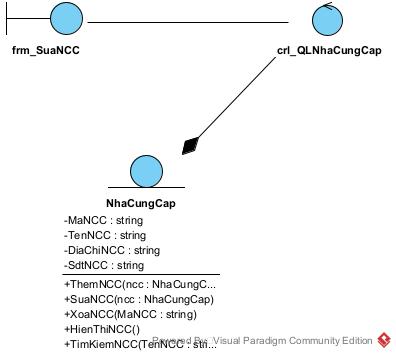 frm_SuaNCC
crl_QLNhaCungCap
NhaCungCap
-MaNCC : string
-TenNCC : string
-DiaChiNCC : string
-SdtNCC : string
+ThemNCC(ncc : NhaCungC...
+SuaNCC(ncc : NhaCungCap)
+XoaNCC(MaNCC : string)
+HienThiNCC()
+TimKiemNCC(TenNCC : stri...
Powered By: Visual Paradigm Community Edition